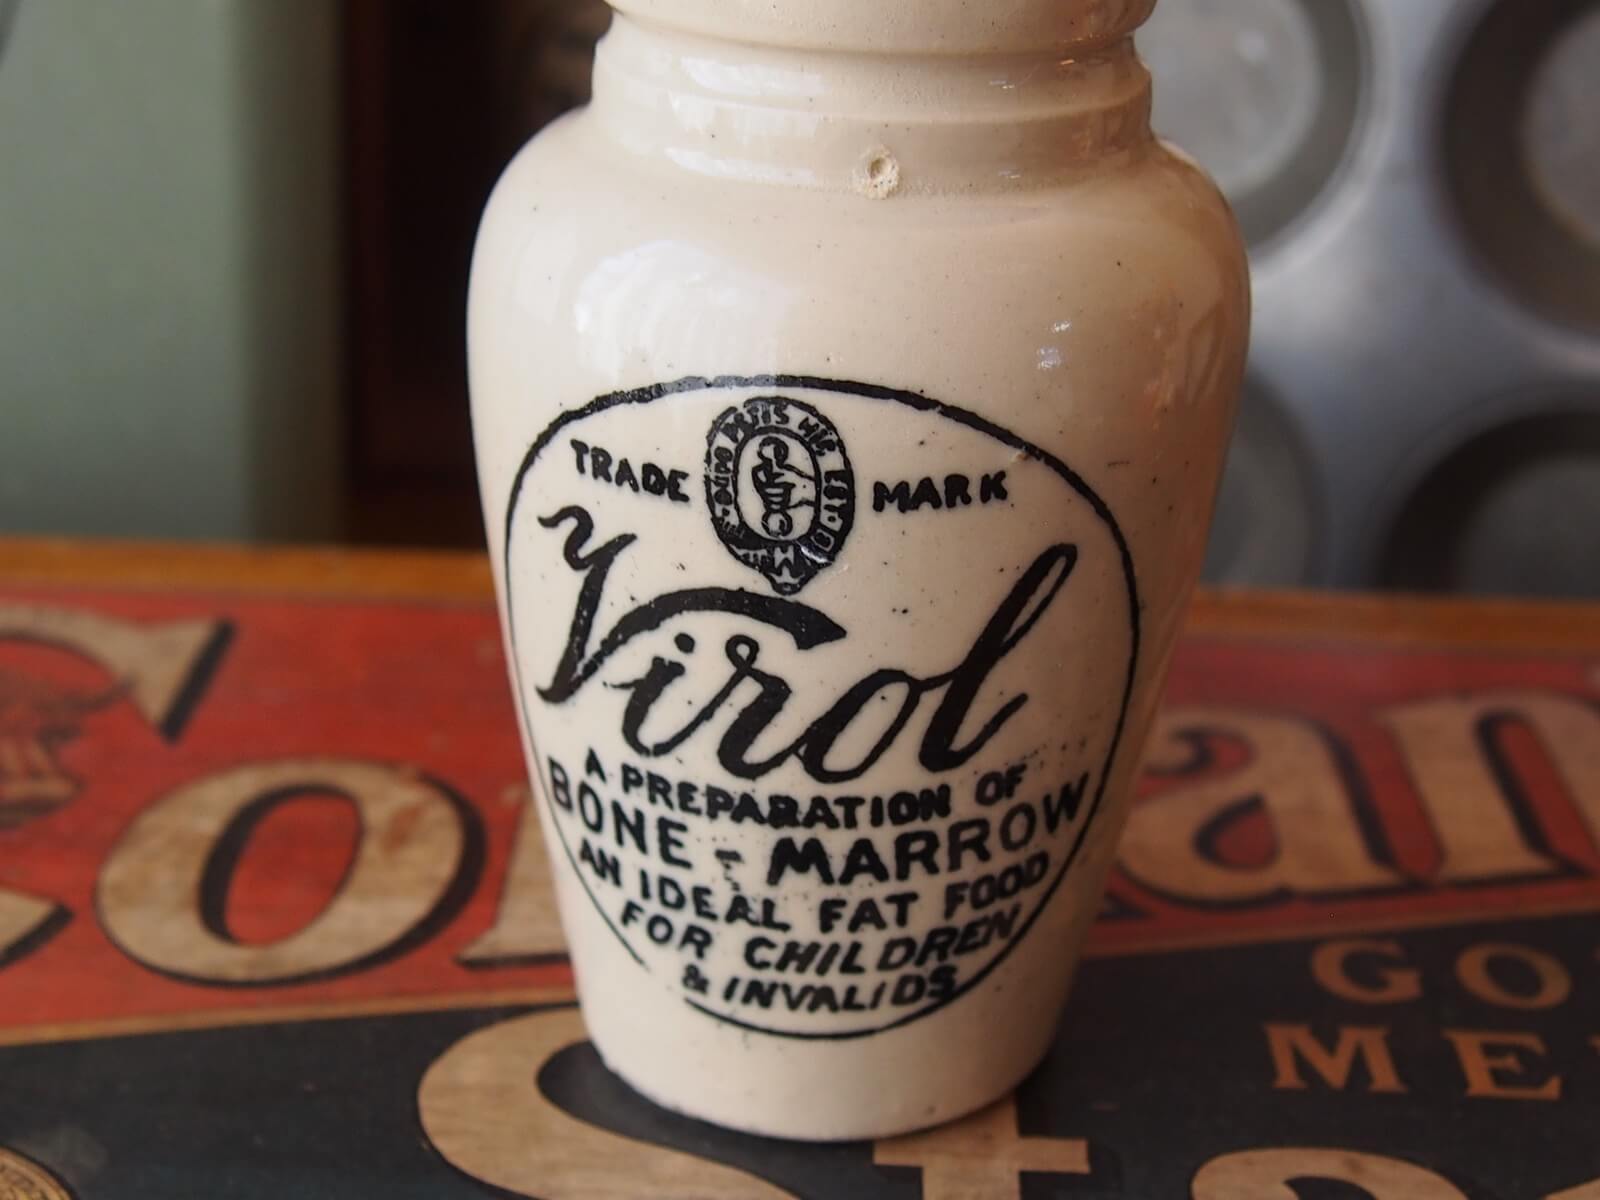 TRADE MARK
Virol
A PREPARATION OF
BONE-MARROW
AN IDEAL FAT FOOD
FOR CHILDREN
& INVALIDS
GO
ME